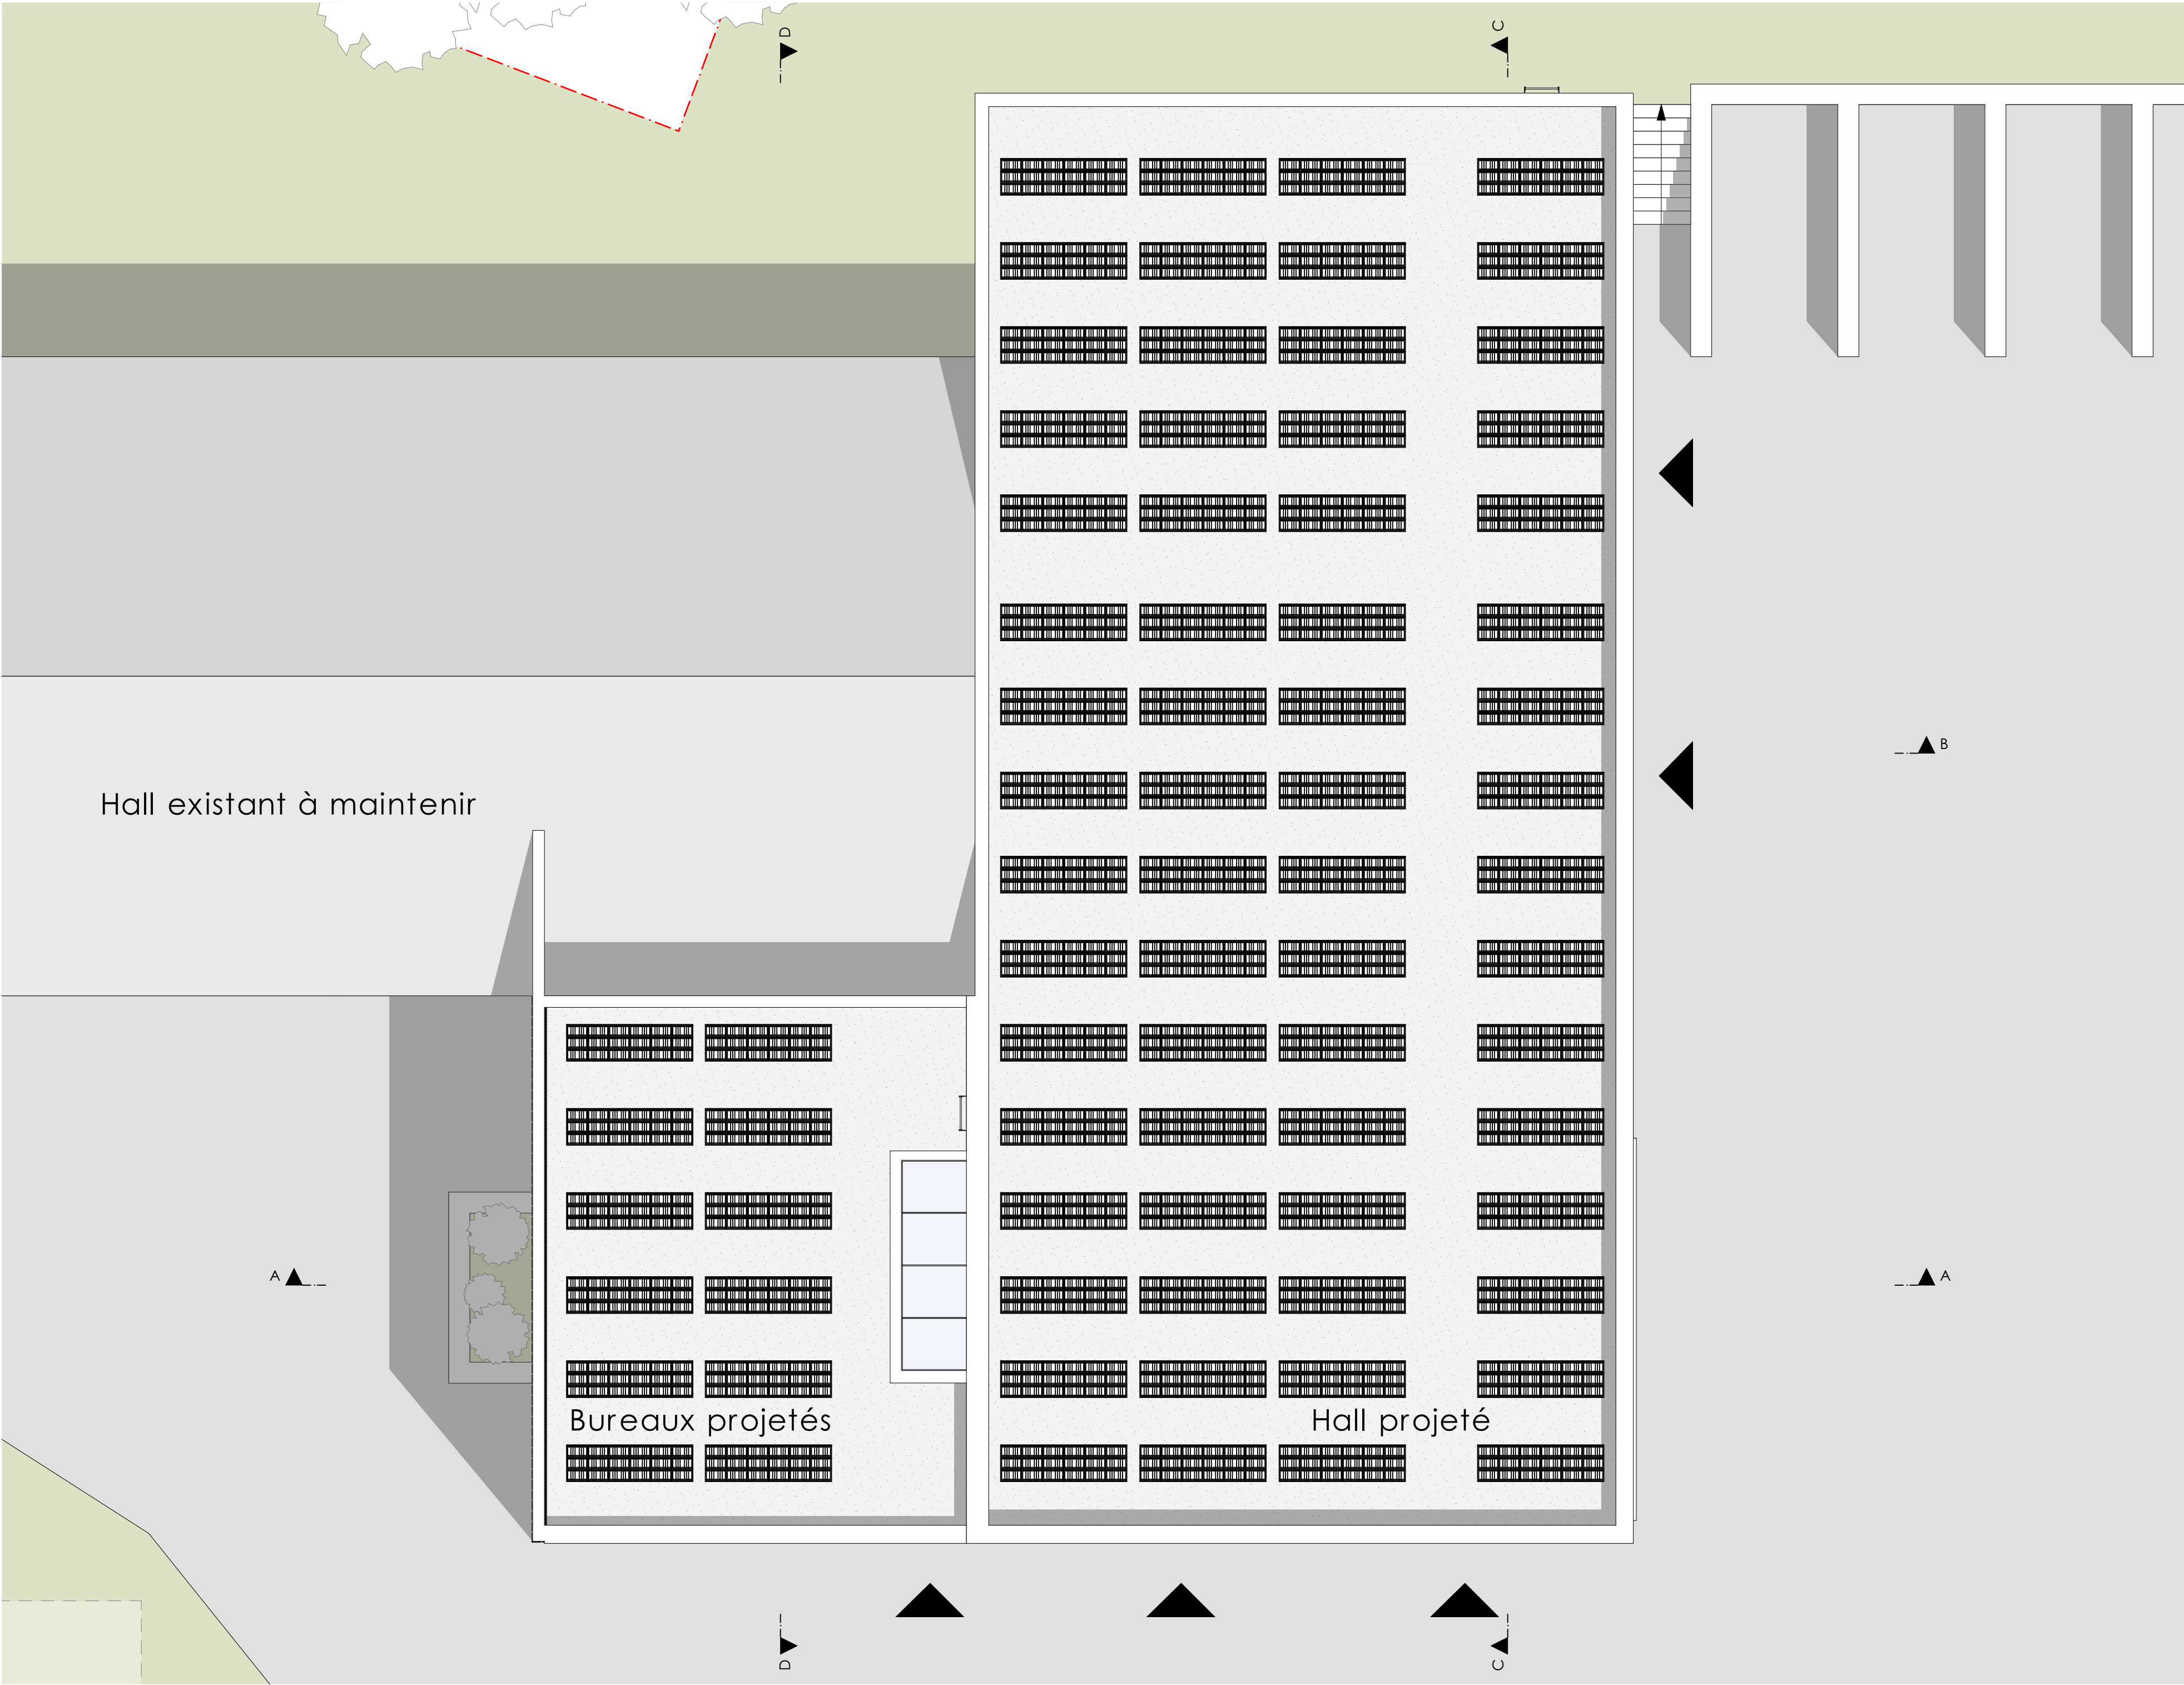 D
C
B
Hall existant à maintenir
A
A
Bureaux projetés
Hall projeté
D
C